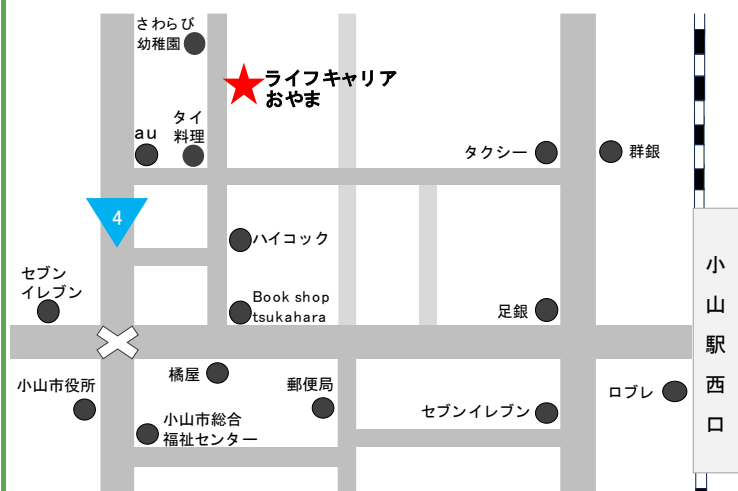 さわらび
幼稚園
ライフキャリア
おやま
タイ
料理
au
タクシー
群銀
4
ハイコック
セブン
イレブン
Book shop
tsukahara
足銀
小山駅西口
橘屋
郵便局
小山市役所
ロブレ
セブンイレブン
小山市総合
福祉センター